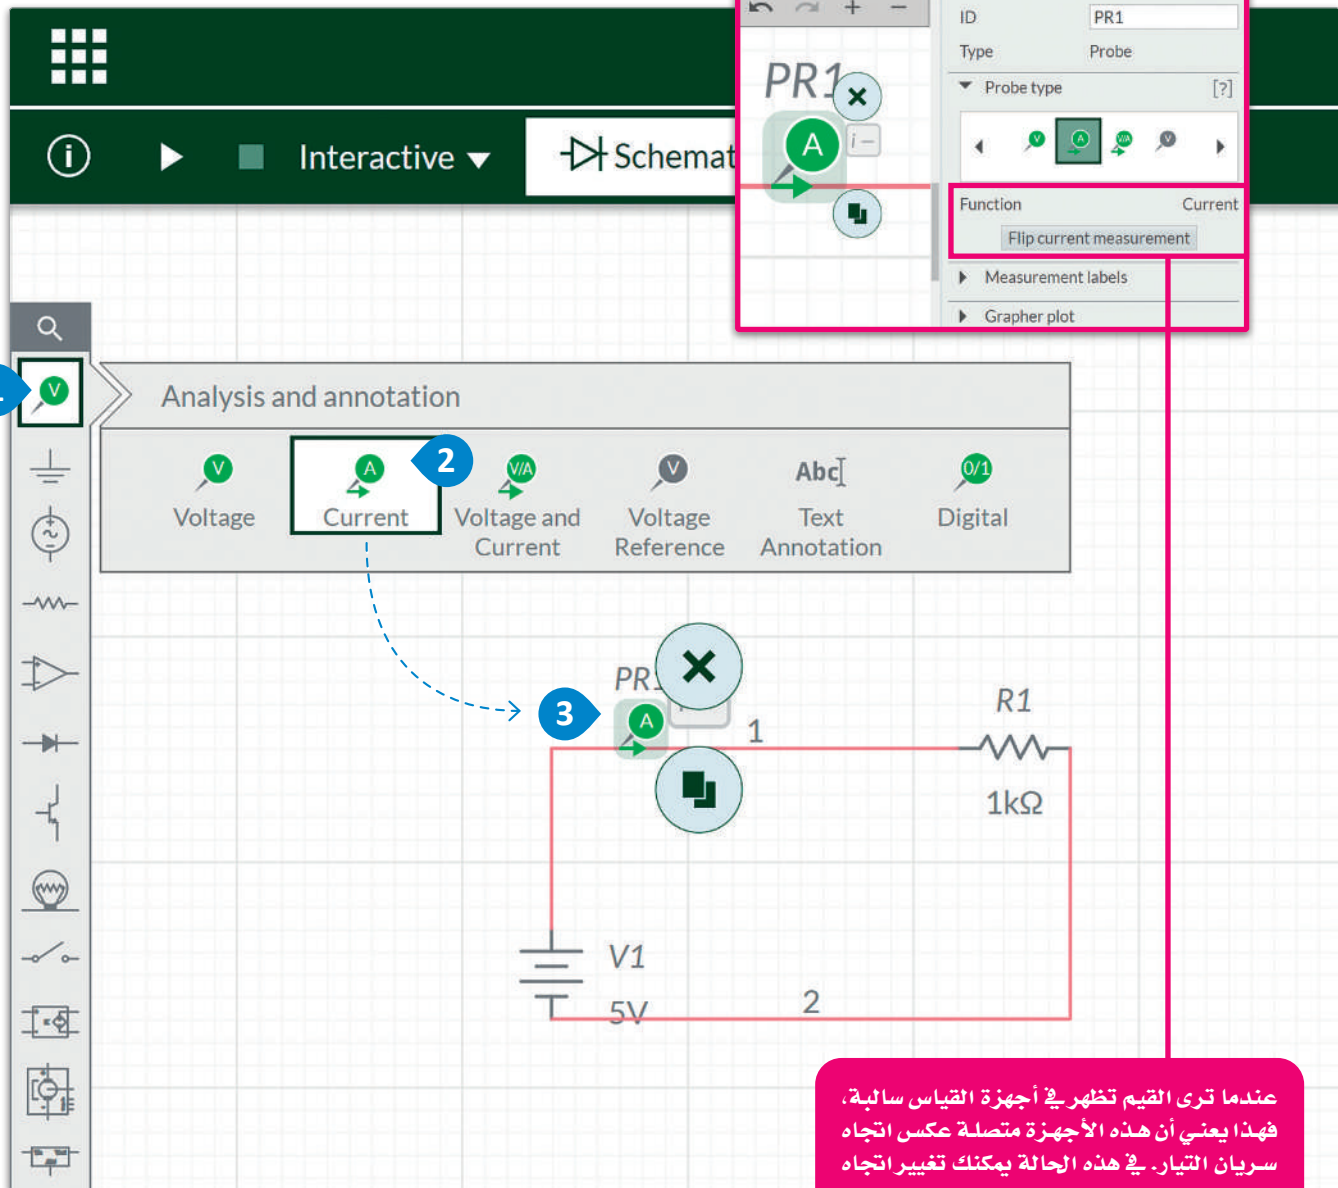 ID
PR1
Type
Probe
Probe type
[?]
V
A
V/A
V
Function
Current
Flip current measurement
Measurement labels
Grapher plot
PR1
A
i –
i
Interactive
Schemat
V
Analysis and annotation
V
A
2
V/A
V
Abc
0/1
Voltage
Current
Voltage and
Current
Voltage
Reference
Text
Annotation
Digital
3
PR1
A
1
R1
1kΩ
V1
5V
2
عندما ترى القيم تظهر في أجهزة القياس سالبة،
فهذا يعني أن هذه الأجهزة متصلة عكس اتجاه
سريان التيار. في هذه الحالة يمكنك تغيير اتجاه